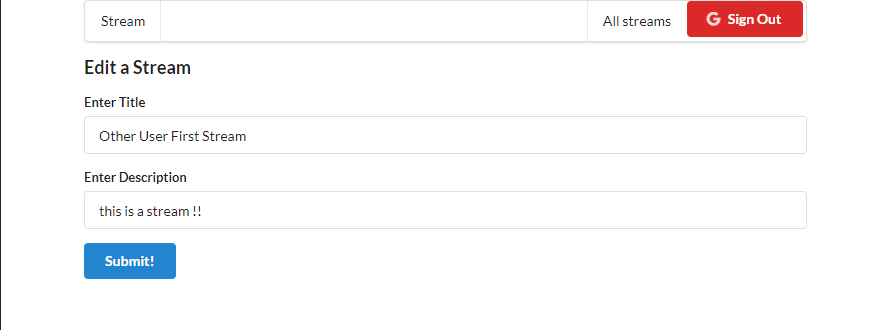 Stream All streams Sign Out
Edit a Stream
Enter Title
Other User First Stream
Enter Description
this is a stream !!
Submit!